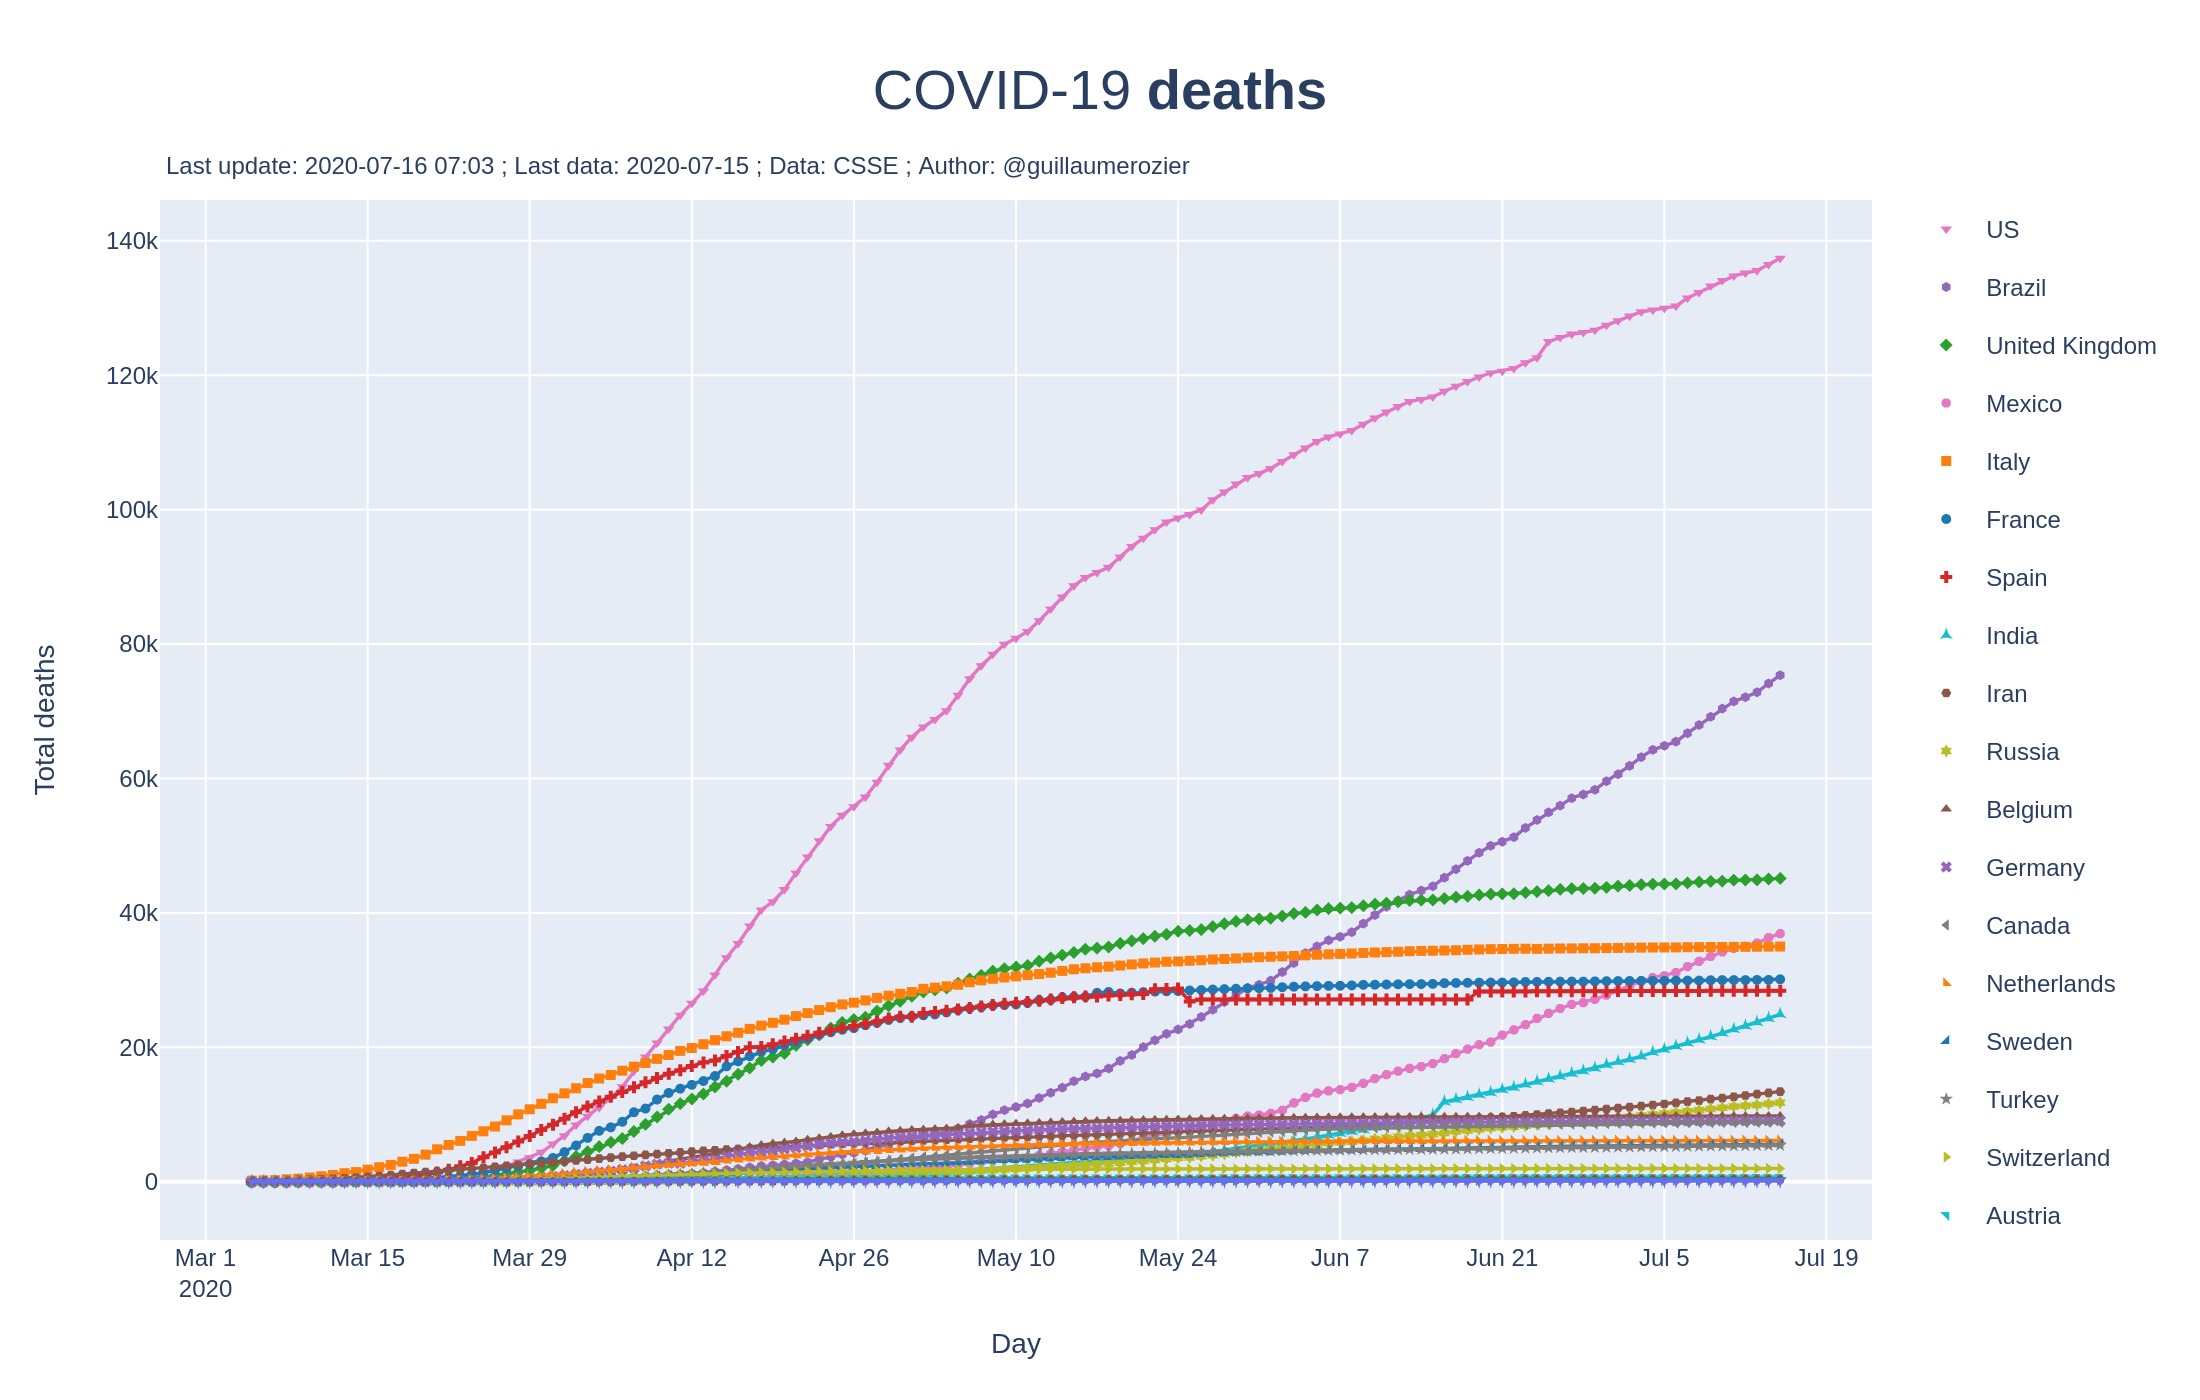 COVID-19 deaths
Last update: 2020-07-16 07:03 ; Last data: 2020-07-15 ; Data: CSSE ; Author: @guillaumerozier
140k
120k
100k
80k
60k
40k
20k
0
Total deaths
Mar 1
2020
Mar 15
Mar 29
Apr 12
Apr 26
May 10
May 24
Jun 7
Jun 21
Jul 5
Jul 19
Day
US
Brazil
United Kingdom
Mexico
Italy
France
Spain
India
Iran
Russia
Belgium
Germany
Canada
Netherlands
Sweden
Turkey
Switzerland
Austria